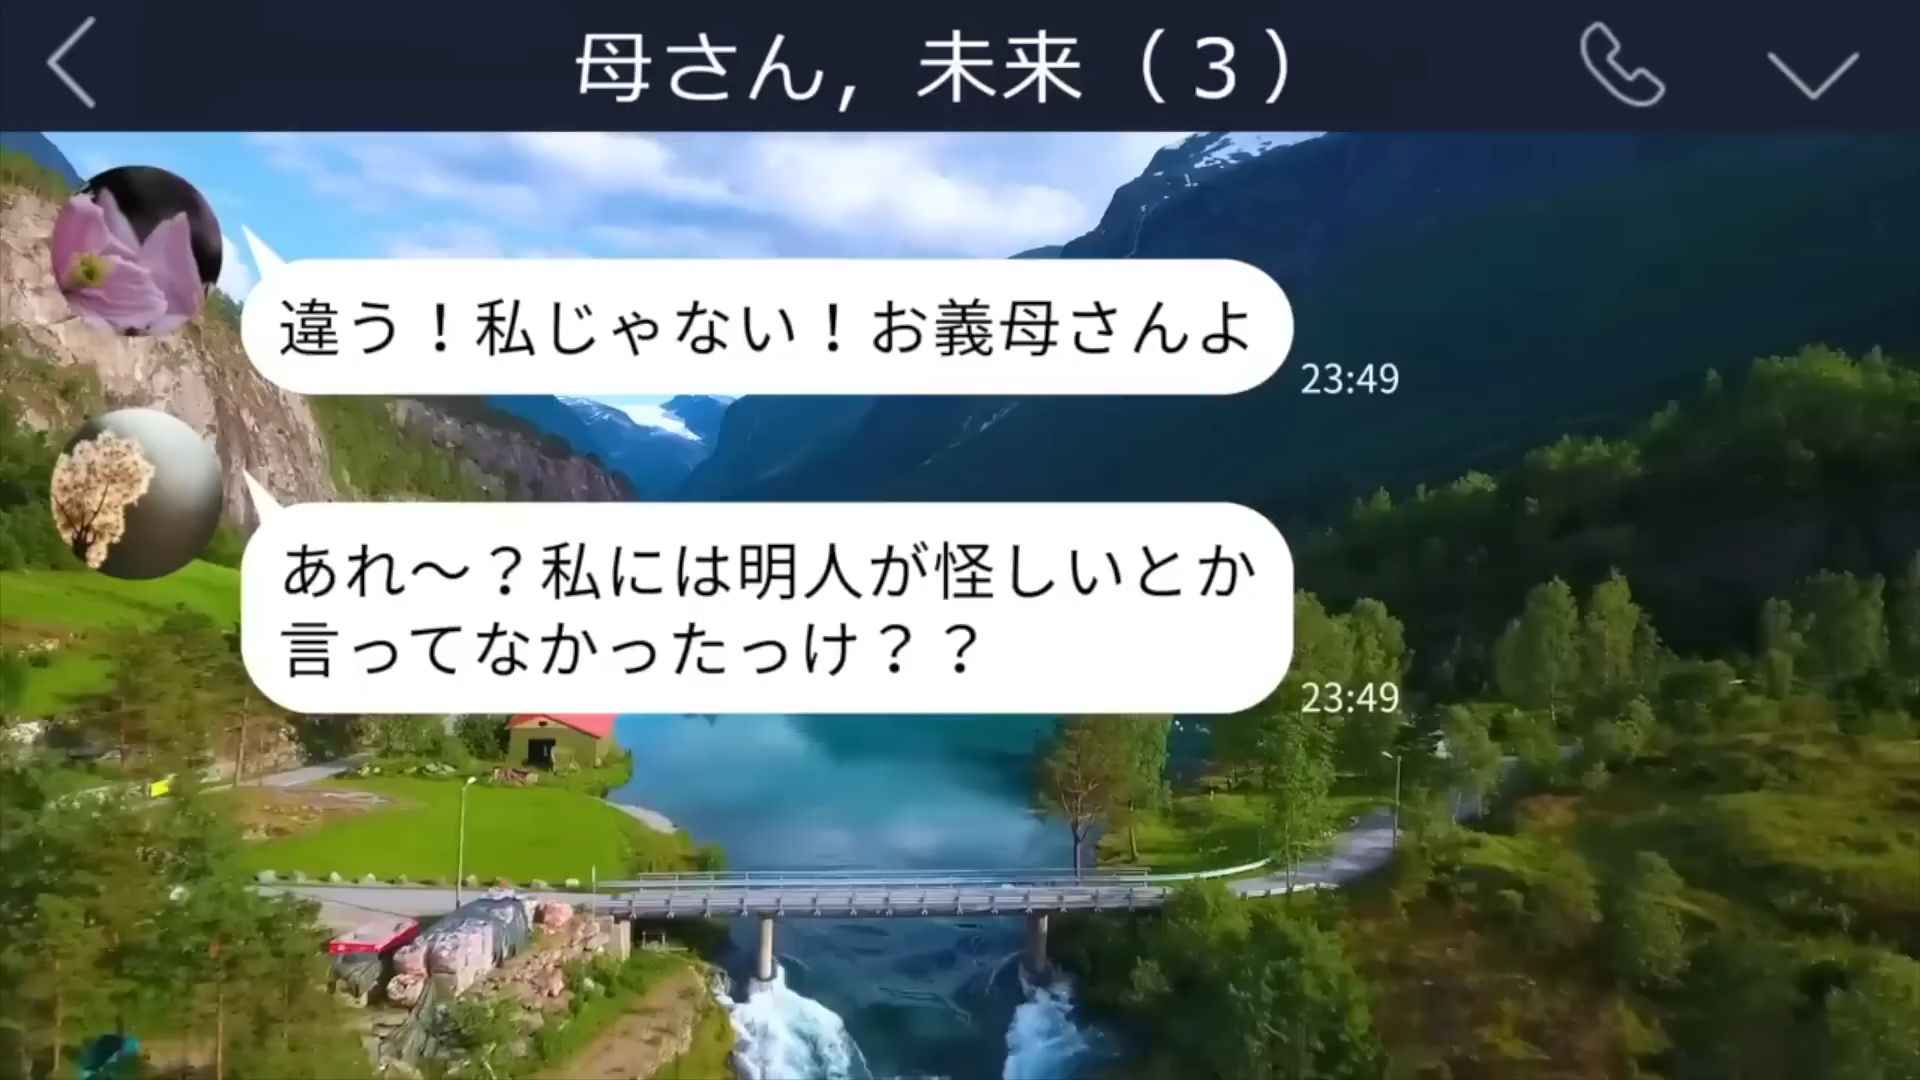 母さん,未来（3）
違う！私じゃない！お義母さんよ
23:49
あれ〜？私には明人が怪しいとか
言ってなかったっけ？？
23:49